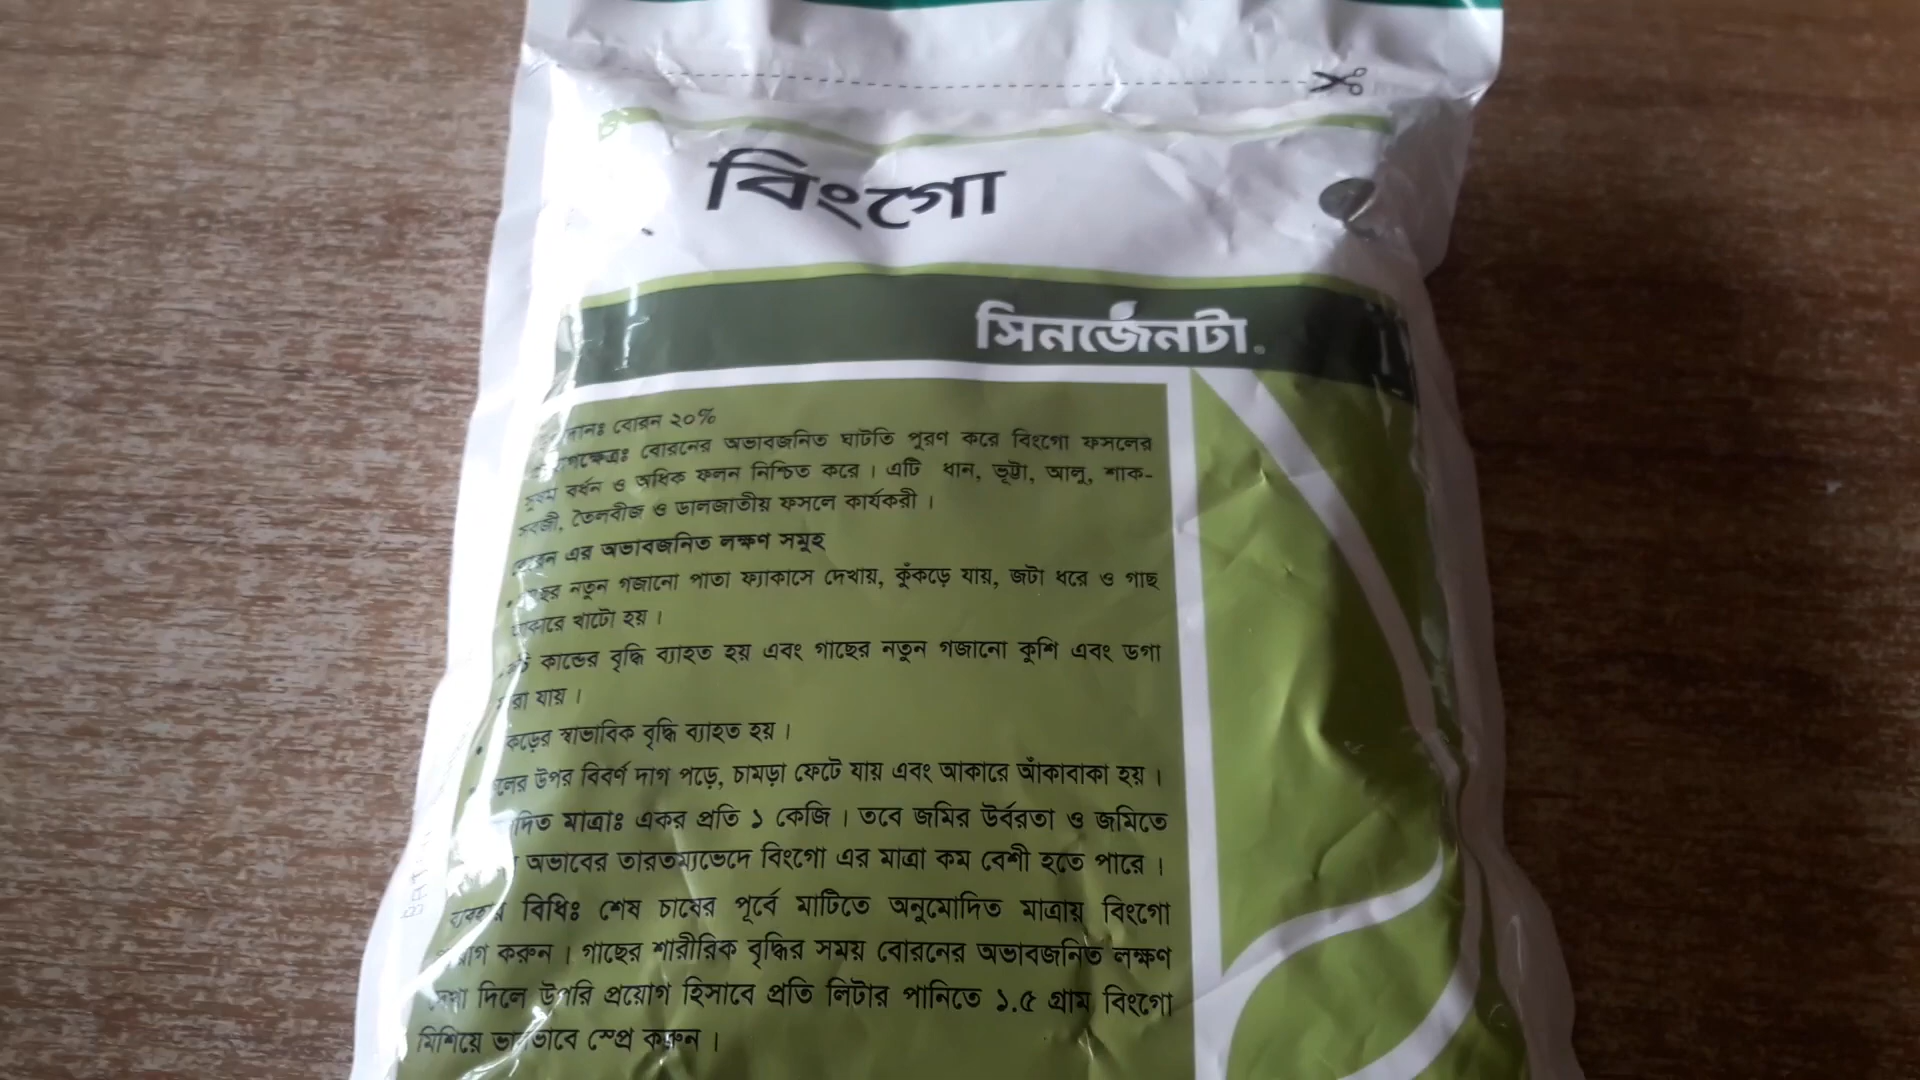 বিংগো
সিনজেনটা
বোরন ২০%
বোরনের অভাবজনিত ঘাটতি পুরণ করে বিংগো ফসলের
সুষম বর্ধন ও অধিক ফলন নিশ্চিত করে। এটি ধান, ভূট্টা, আলু, শাক-
সবজী, তৈলবীজ ও ডালজাতীয় ফসলে কার্যকরী।
এর অভাবজনিত লক্ষণ সমূহ
নতুন গজানো পাতা ফ্যাকাসে দেখায়, কুঁকড়ে যায়, জটা ধরে ও গাছ
খাটো হয়।
কান্ডের বৃদ্ধি ব্যাহত হয় এবং গাছের নতুন গজানো কুশি এবং ডগা
যায়।
স্বাভাবিক বৃদ্ধি ব্যাহত হয়।
উপর বিবর্ণ দাগ পড়ে, চামড়া ফেটে যায় এবং আকারে আঁকাবাকা হয়।
মাত্রাঃ একর প্রতি ১ কেজি। তবে জমির উর্বরতা ও জমিতে
অভাবের তারতম্যভেদে বিংগো এর মাত্রা কম বেশী হতে পারে।
ব্যবহার বিধিঃ শেষ চাষের পূর্বে মাটিতে অনুমোদিত মাত্রায় বিংগো
করুন। গাছের শারীরিক বৃদ্ধির সময় বোরনের অভাবজনিত লক্ষণ
দিলে উপরি প্রয়োগ হিসাবে প্রতি লিটার পানিতে ১.৫ গ্রাম বিংগো
মিশিয়ে ভালভাবে স্প্রে করুন।